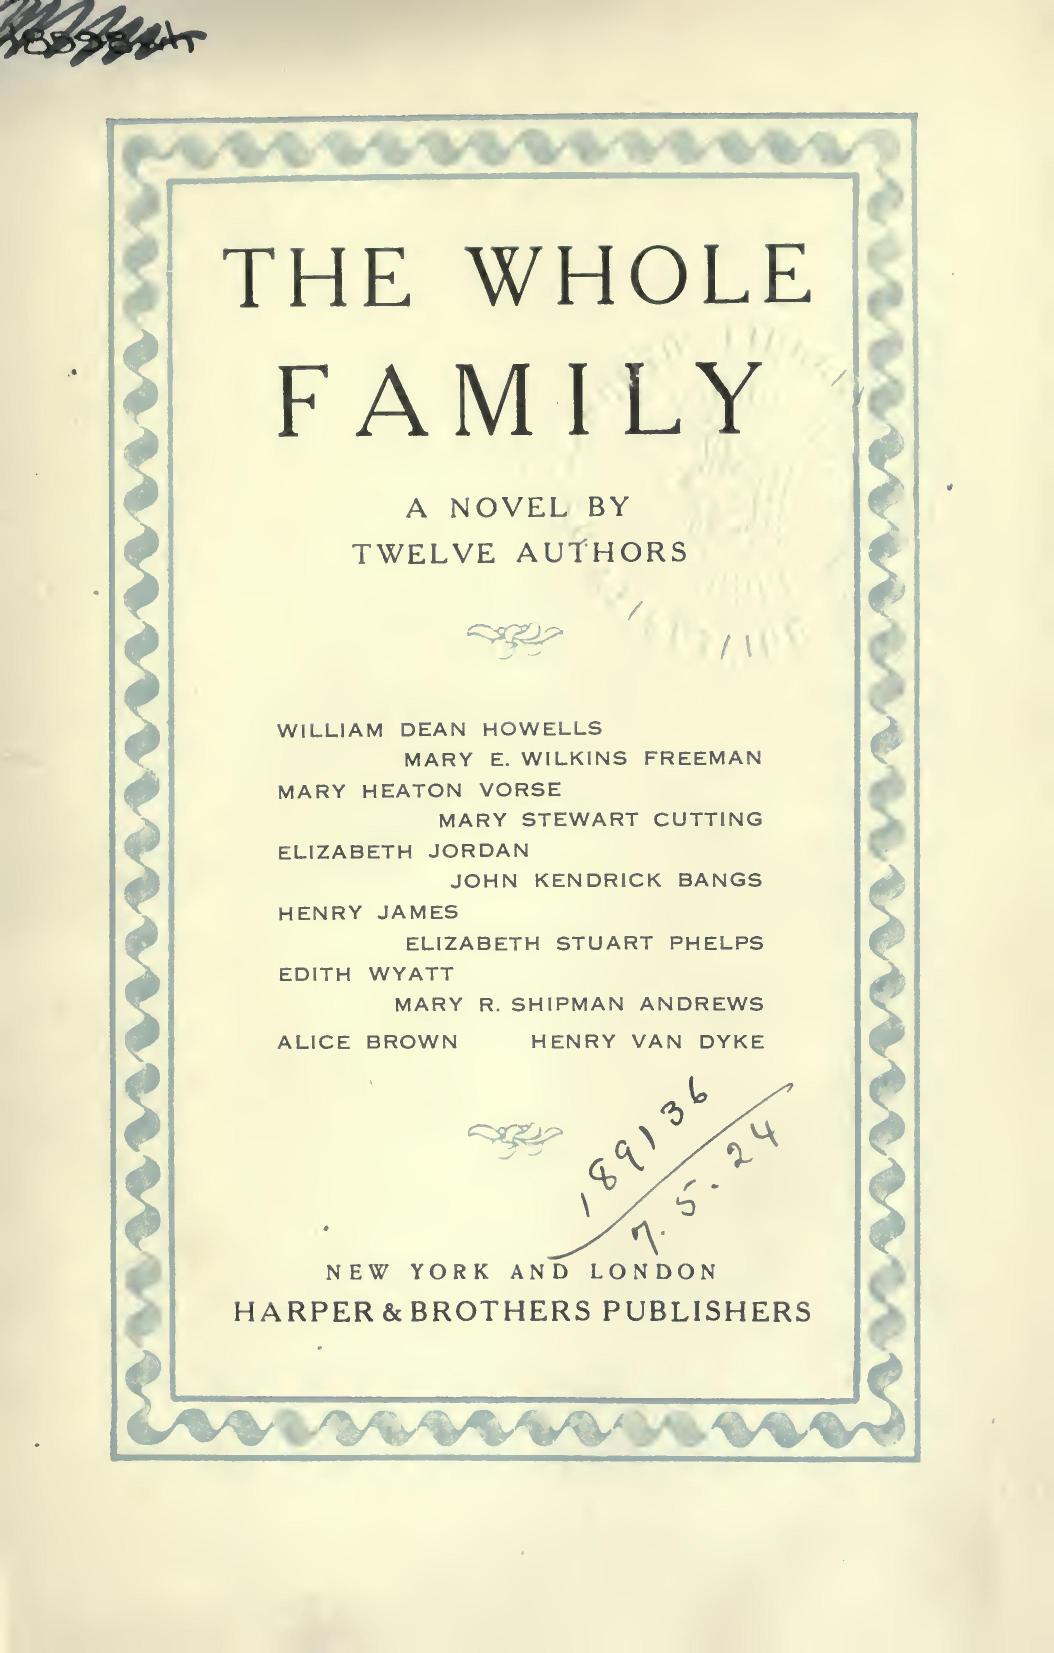 THE WHOLE
FAMILY
A NOVEL BY
TWELVE AUTHORS
WILLIAM DEAN HOWELLS
MARY E. WILKINS FREEMAN
MARY HEATON VORSE
MARY STEWART CUTTING
ELIZABETH JORDAN
JOHN KENDRICK BANGS
HENRY JAMES
ELIZABETH STUART PHELPS
EDITH WYATT
MARY R. SHIPMAN ANDREWS
ALICE BROWN HENRY VAN DYKE
189136
7.5.24
NEW YORK AND LONDON
HARPER & BROTHERS PUBLISHERS